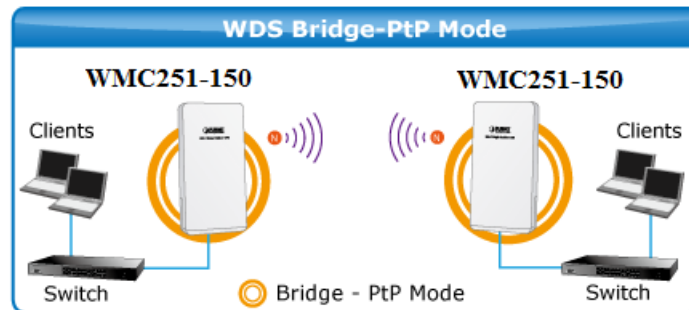 WDS Bridge-PtP Mode
WMC251-150
WMC251-150
Clients
Clients
N
N
Switch
Bridge - PtP Mode
Switch